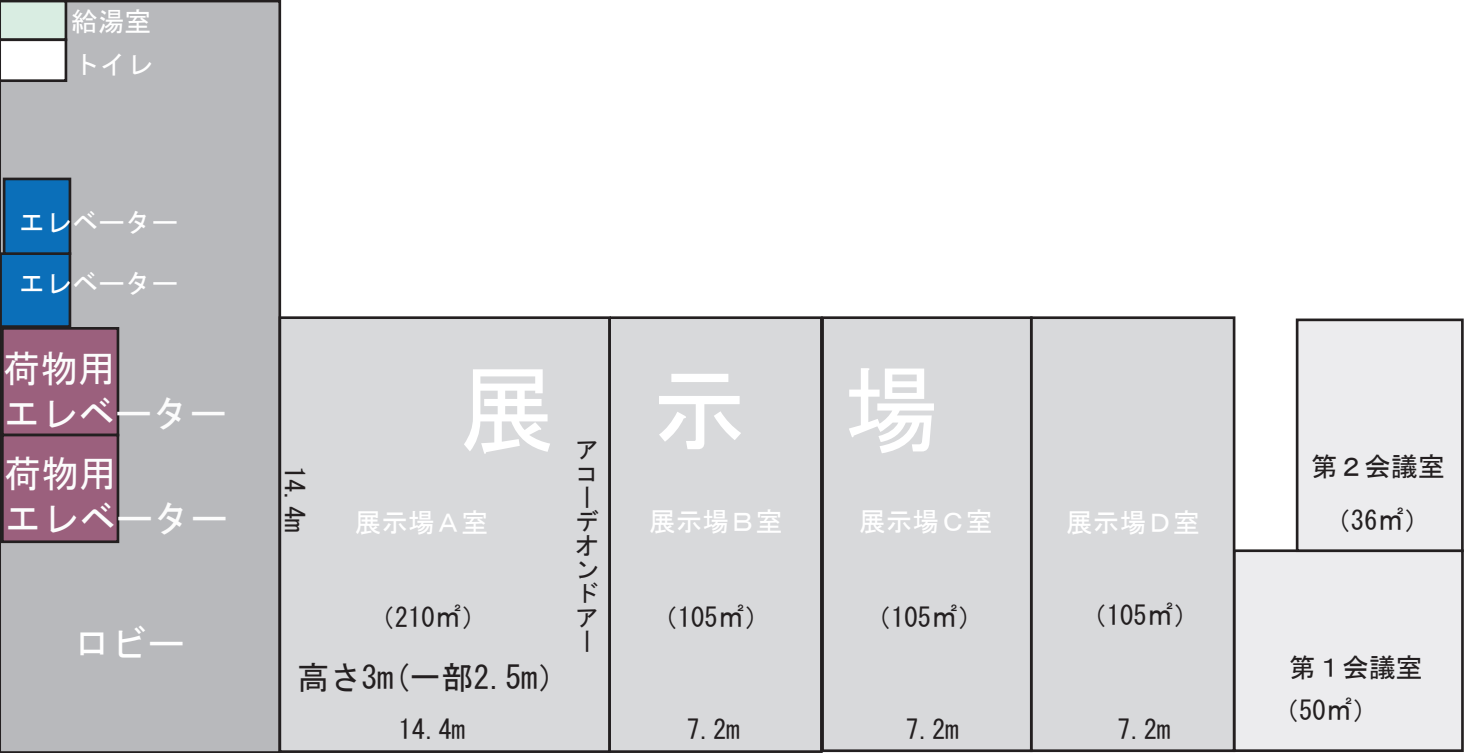 給湯室
トイレ
エレベーター
エレベーター
荷物用
エレベーター
荷物用
エレベーター
ロビー
展示場
14.4m
アコーデオンドアー
展示場A室
(210㎡)
高さ3m(一部2.5m)
14.4m
展示場B室
(105㎡)
7.2m
展示場C室
(105㎡)
7.2m
展示場D室
(105㎡)
7.2m
第2会議室
(36㎡)
第1会議室
(50㎡)